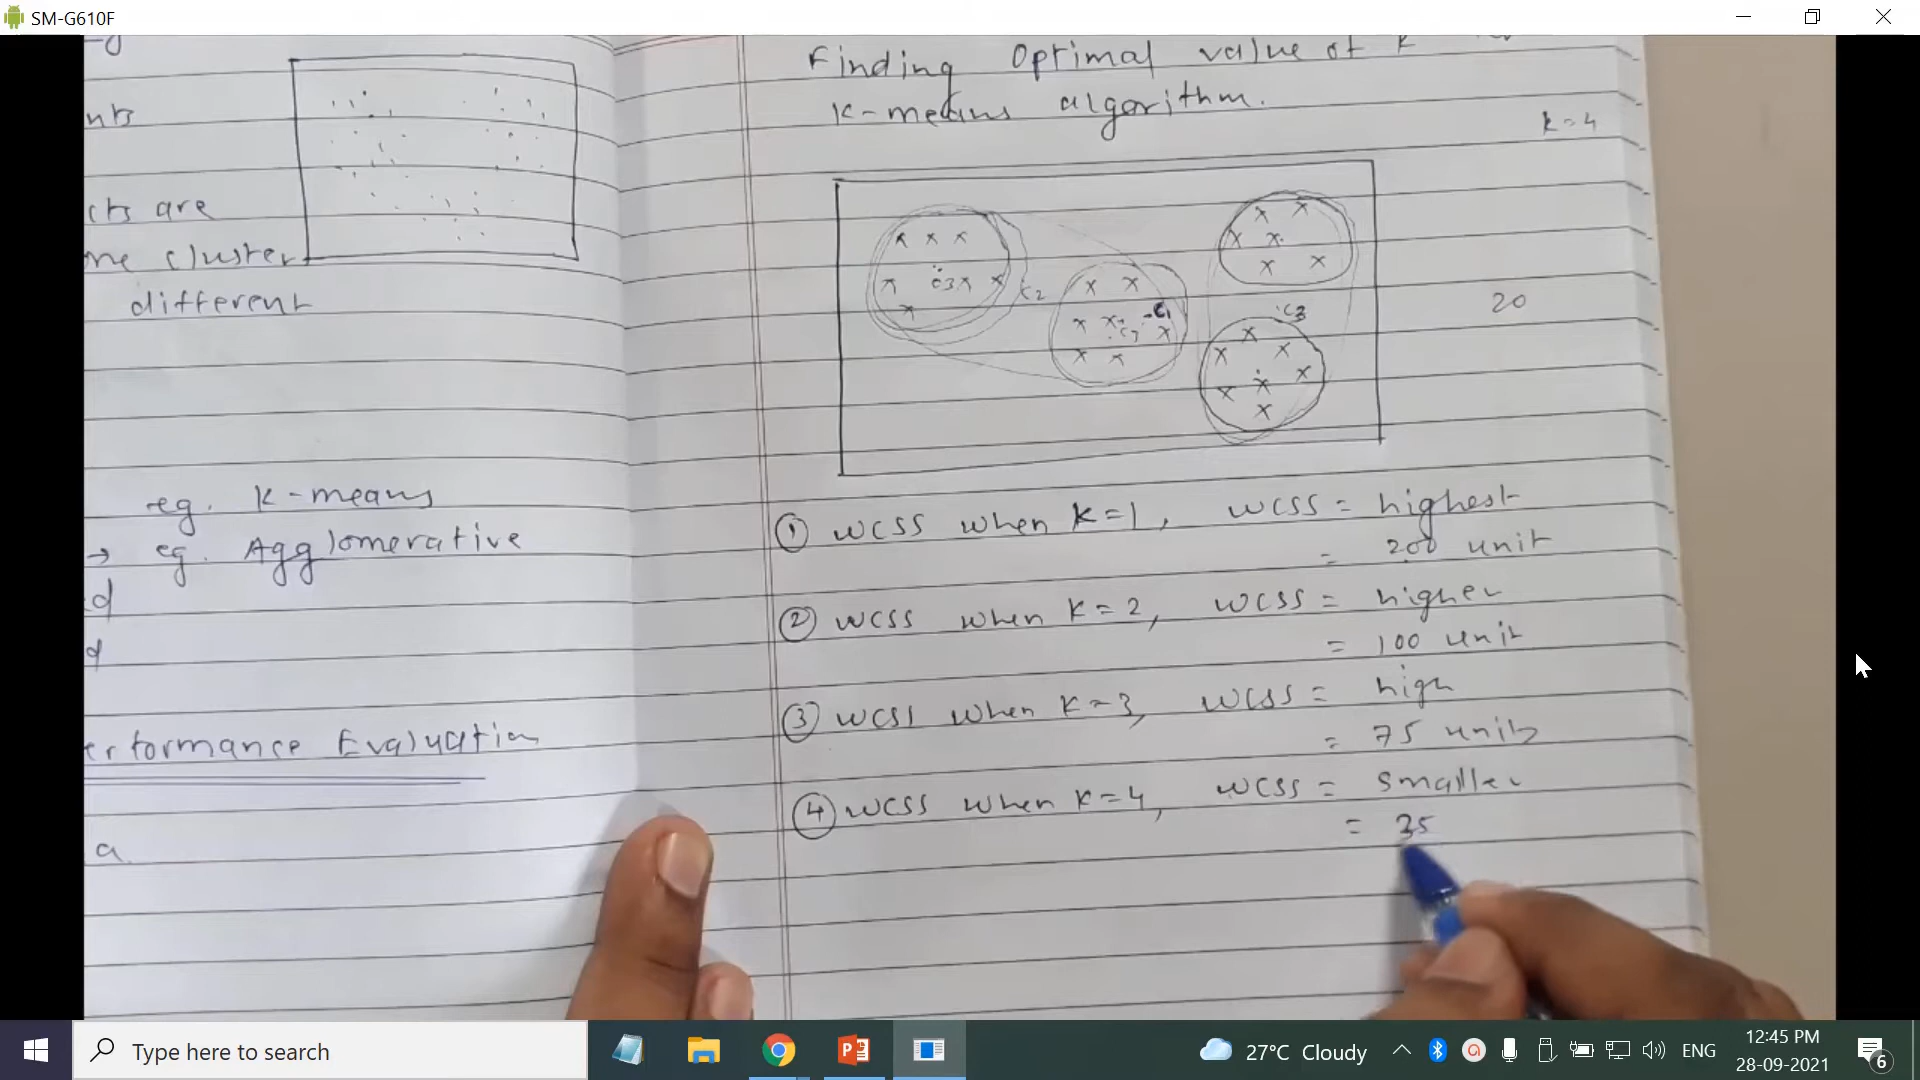 SM-G610F
nts
cts are
me cluster
different
eg. K-means
→ eg. Agglomerative
d
d
erformance Evaluation
a
Finding Optimal value of K
K-means algorithm.
K=4
C3
C2
C1
C3
20
① WCSS when K=1, WCSS = highest
= 200 unit
② WCSS when K=2, WCSS = higher
= 100 unit
③ WCSS when K=3, WCSS = high
= 75 units
④ WCSS when K=4, WCSS = smaller
= 35
Type here to search
27°C Cloudy
ENG
12:45 PM
28-09-2021
6